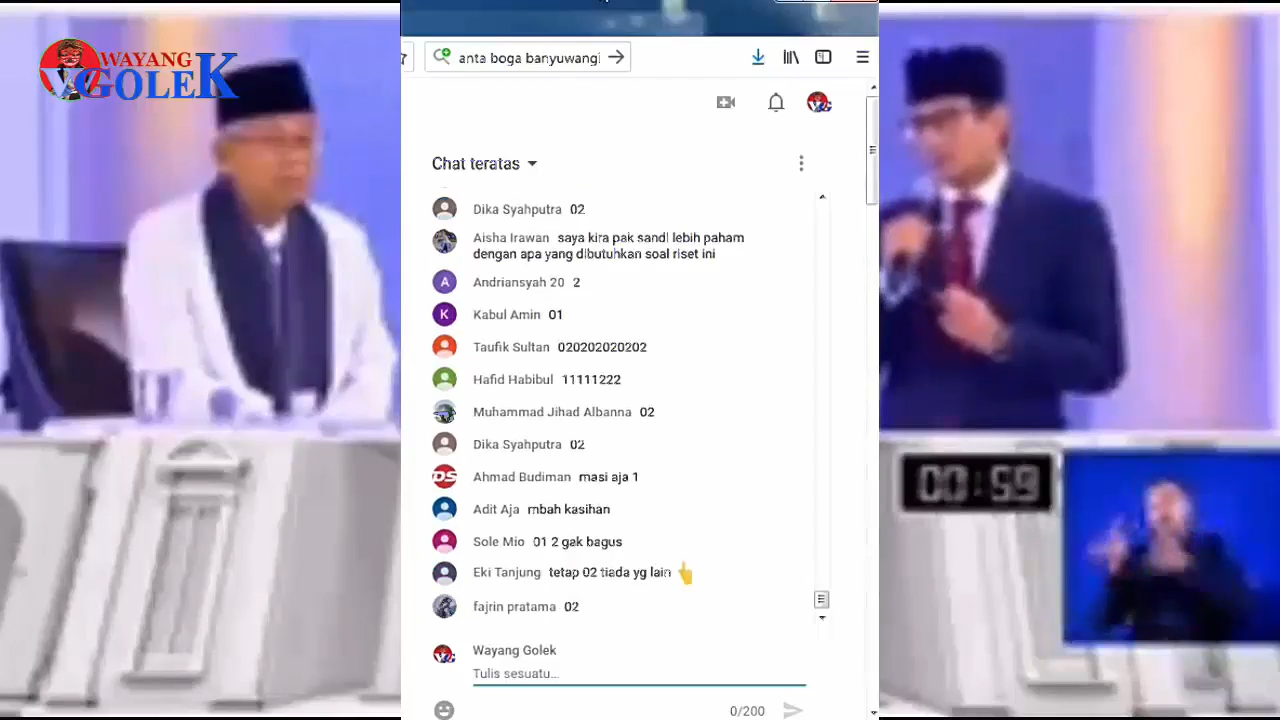 WAYANG
GOLEK
anta boga banyuwangi
Chat teratas
Dika Syahputra 02
Aisha Irawan saya kira pak sandI lebih paham
dengan apa yang dibutuhkan soal riset ini
Andriansyah 20 2
Kabul Amin 01
Taufik Sultan 020202020202
Hafid Habibul 11111222
Muhammad Jihad Albanna 02
Dika Syahputra 02
Ahmad Budiman masi aja 1
Adit Aja mbah kasihan
Sole Mio 01 2 gak bagus
Eki Tanjung tetap 02 tiada yg lain 👆
fajrin pratama 02
Wayang Golek
Tulis sesuatu...
0/200
00:59